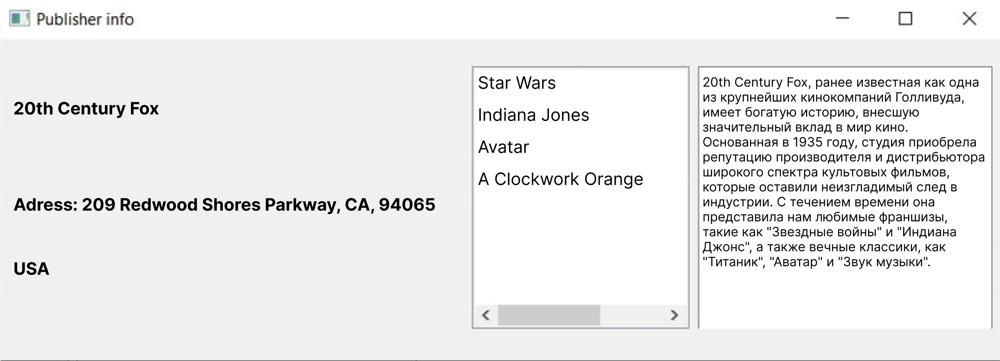 Publisher info
20th Century Fox
Adress: 209 Redwood Shores Parkway, CA, 94065
USA
Star Wars
Indiana Jones
Avatar
A Clockwork Orange
20th Century Fox, ранее известная как одна
из крупнейших кинокомпаний Голливуда,
имеет богатую историю, внесшую
значительный вклад в мир кино.
Основанная в 1935 году, студия приобрела
репутацию производителя и дистрибьютора
широкого спектра культовых фильмов,
которые оставили неизгладимый след в
индустрии. С течением времени она
представила нам любимые франшизы,
такие как "Звездные войны" и "Индиана
Джонс", а также вечные классики, как
"Титаник", "Аватар" и "Звук музыки".